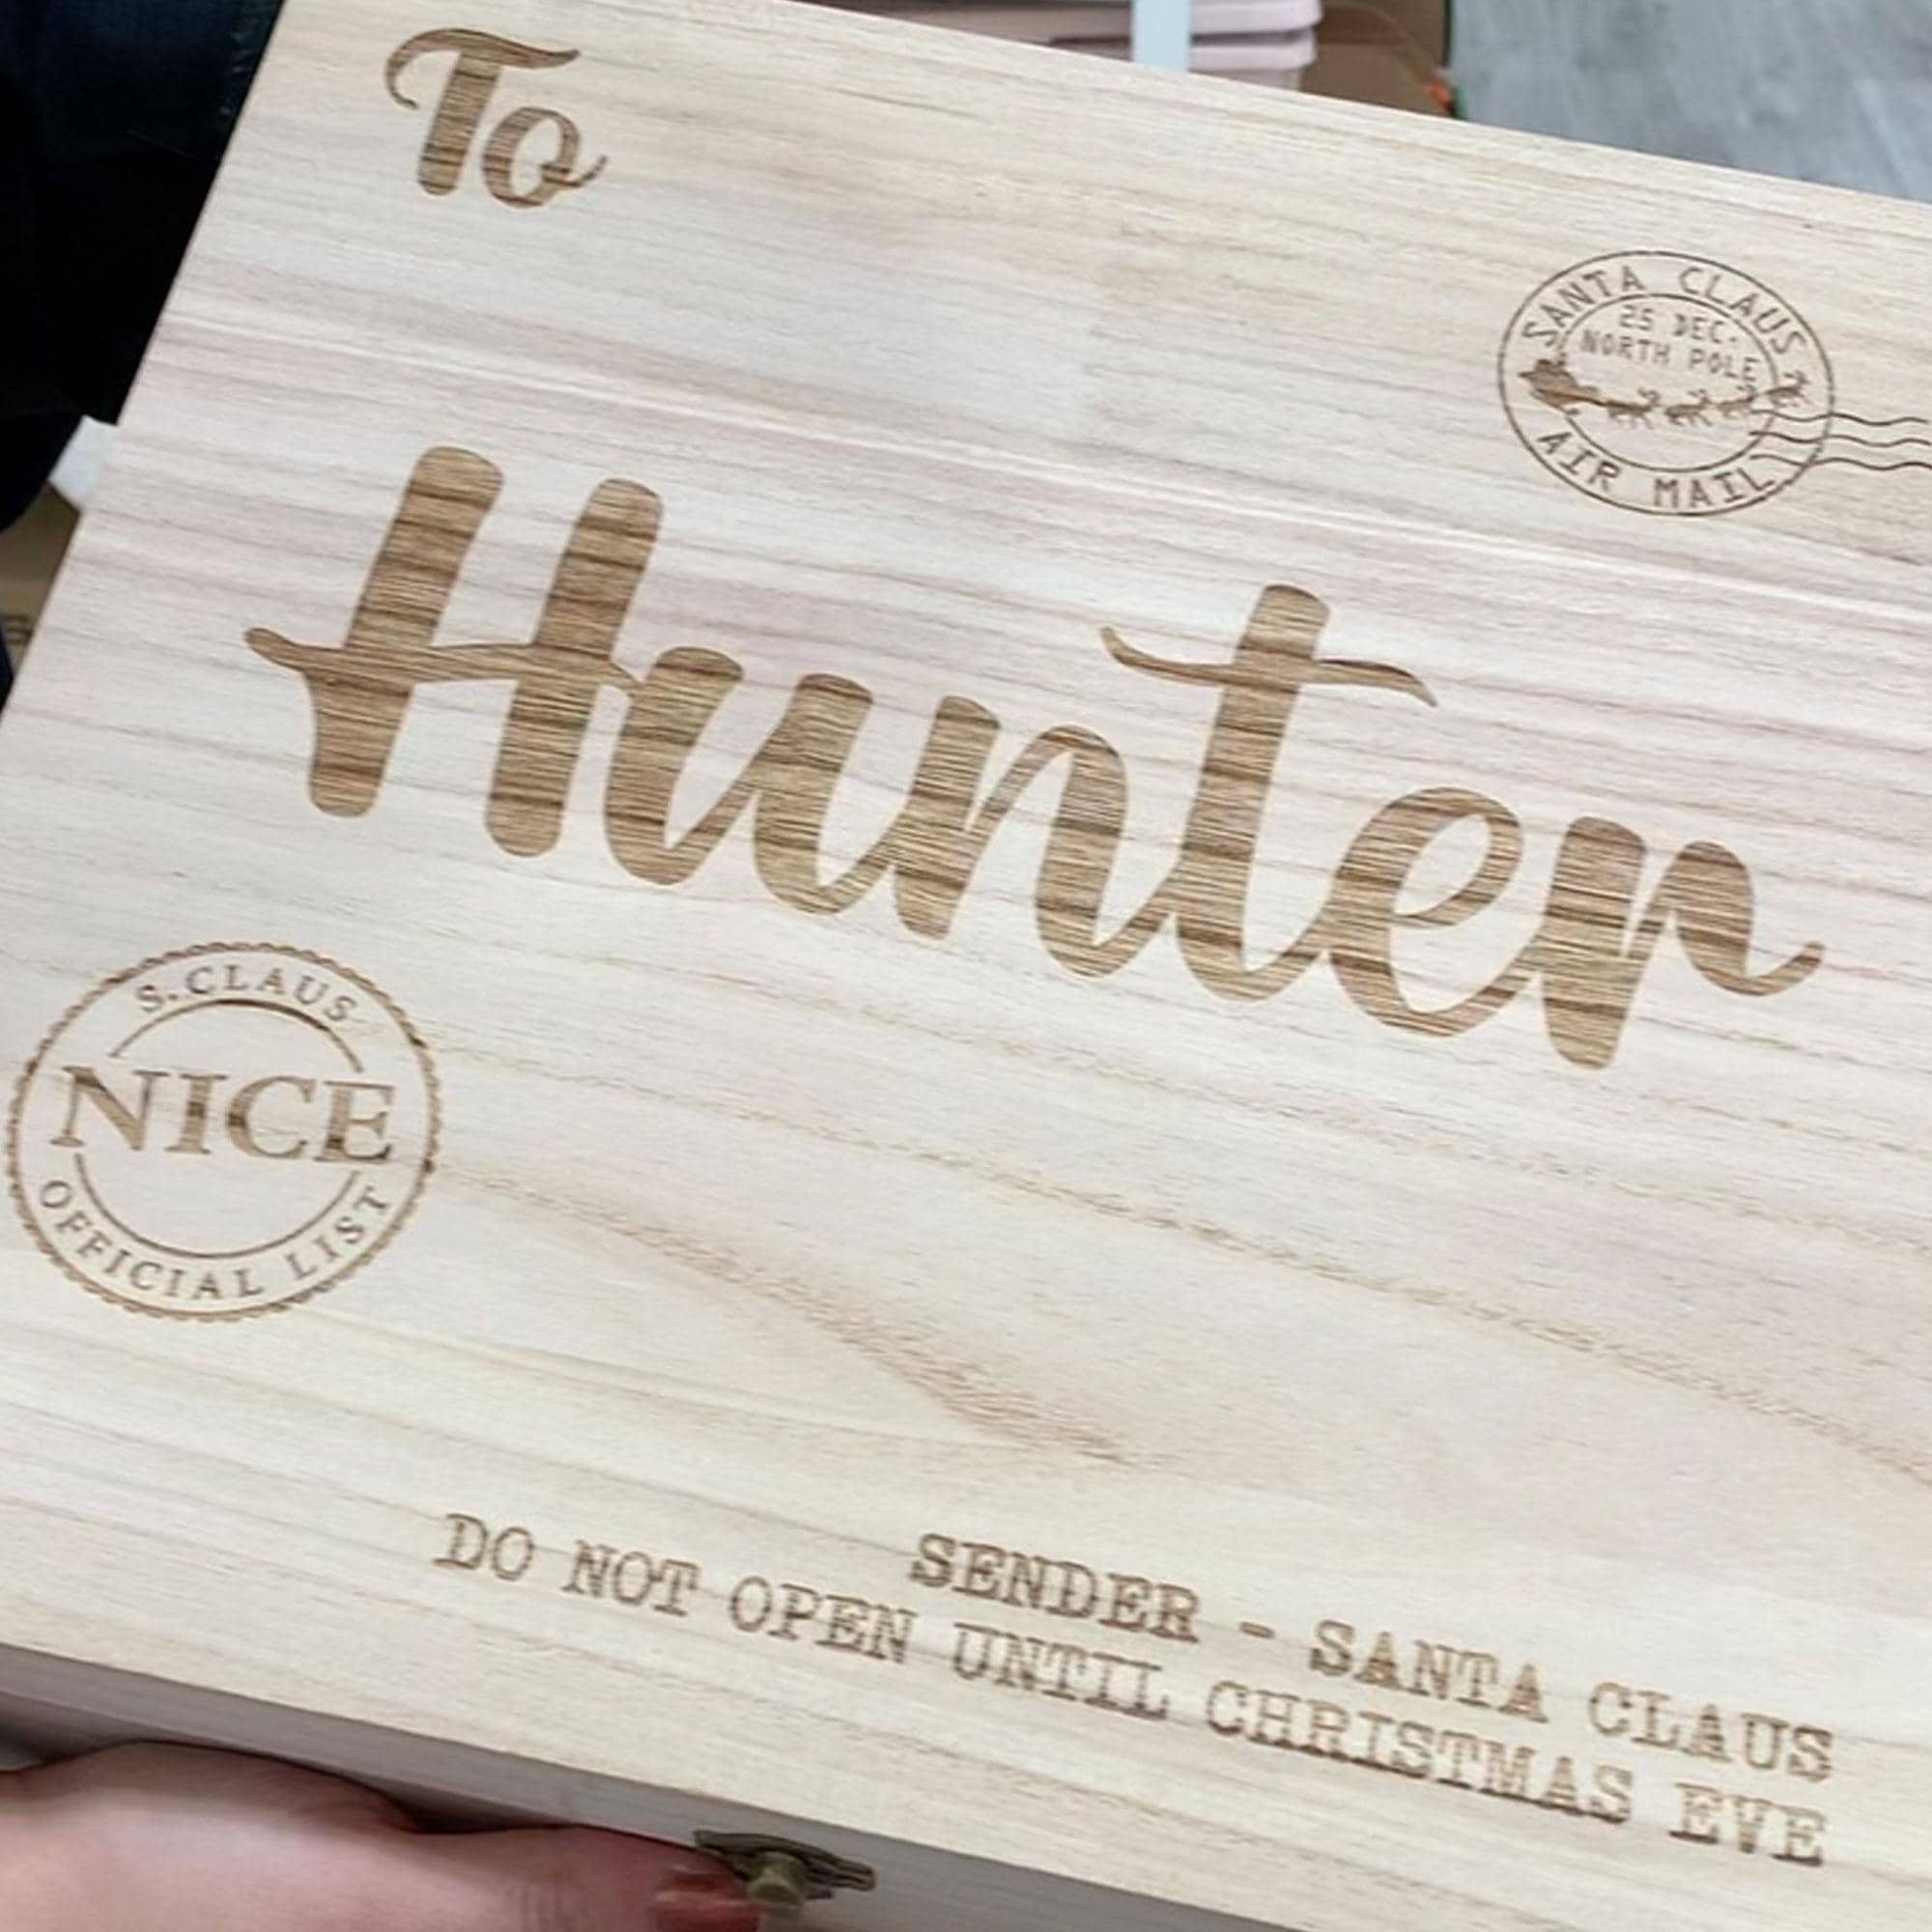 To
SANTA CLAUS
25 DEC.
NORTH POLE
AIR MAIL
Hunter
S. CLAUS
NICE
OFFICIAL LIST
SENDER - SANTA CLAUS
DO NOT OPEN UNTIL CHRISTMAS EVE